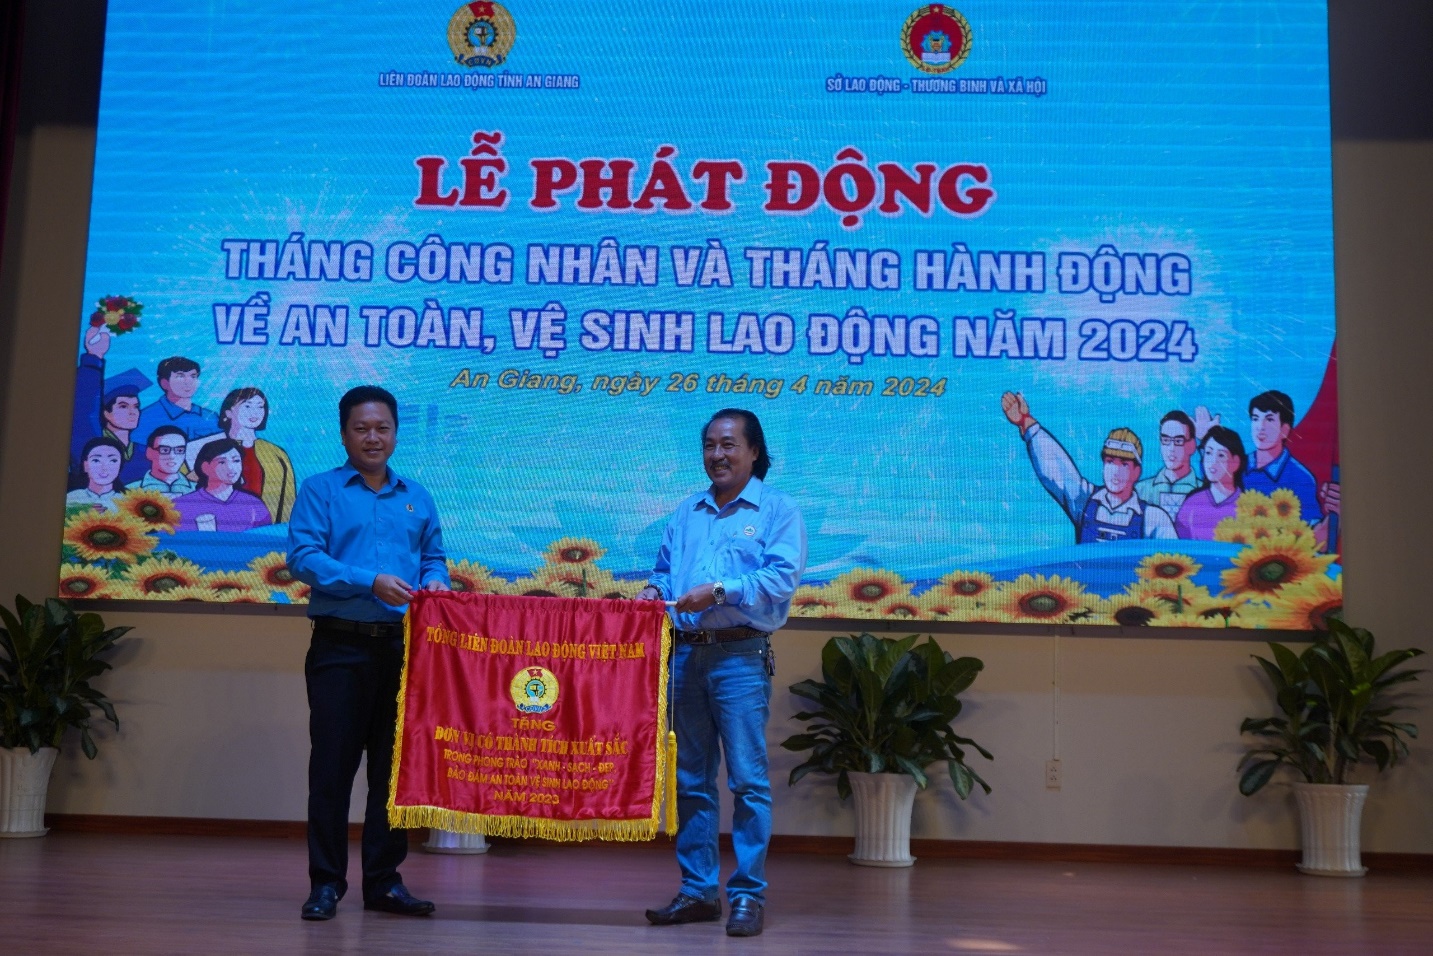 LIÊN ĐOÀN LAO ĐỘNG TỈNH AN GIANG
SỞ LAO ĐỘNG - THƯƠNG BINH VÀ XÃ HỘI
LỄ PHÁT ĐỘNG
THÁNG CÔNG NHÂN VÀ THÁNG HÀNH ĐỘNG
VỀ AN TOÀN, VỆ SINH LAO ĐỘNG NĂM 2024
An Giang, ngày 26 tháng 4 năm 2024
TỔNG LIÊN ĐOÀN LAO ĐỘNG VIỆT NAM
TẶNG
ĐƠN VỊ CÓ THÀNH TÍCH XUẤT SẮC
TRONG PHONG TRÀO "XANH - SẠCH - ĐẸP,
BẢO ĐẢM AN TOÀN VỆ SINH LAO ĐỘNG"
NĂM 2023